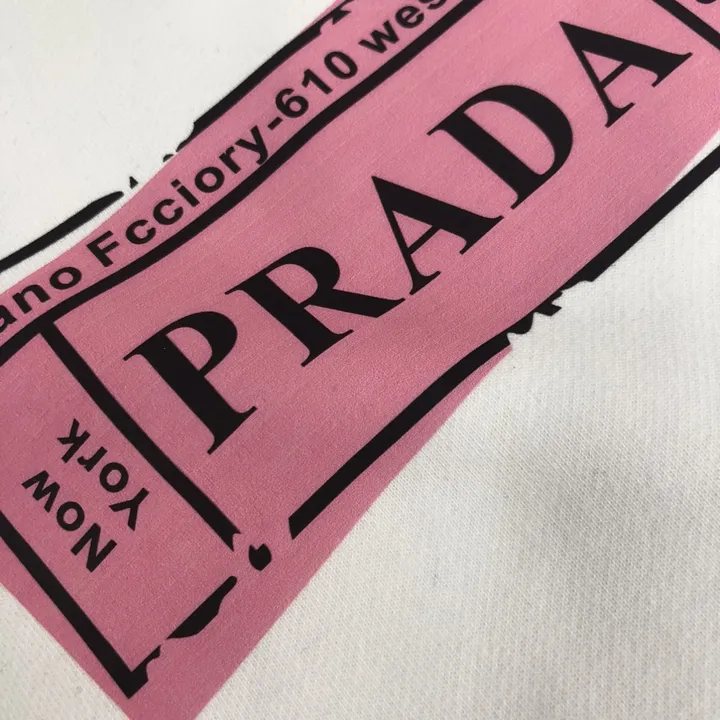 ano Fcciory-610 wes
PRADA
Now
York